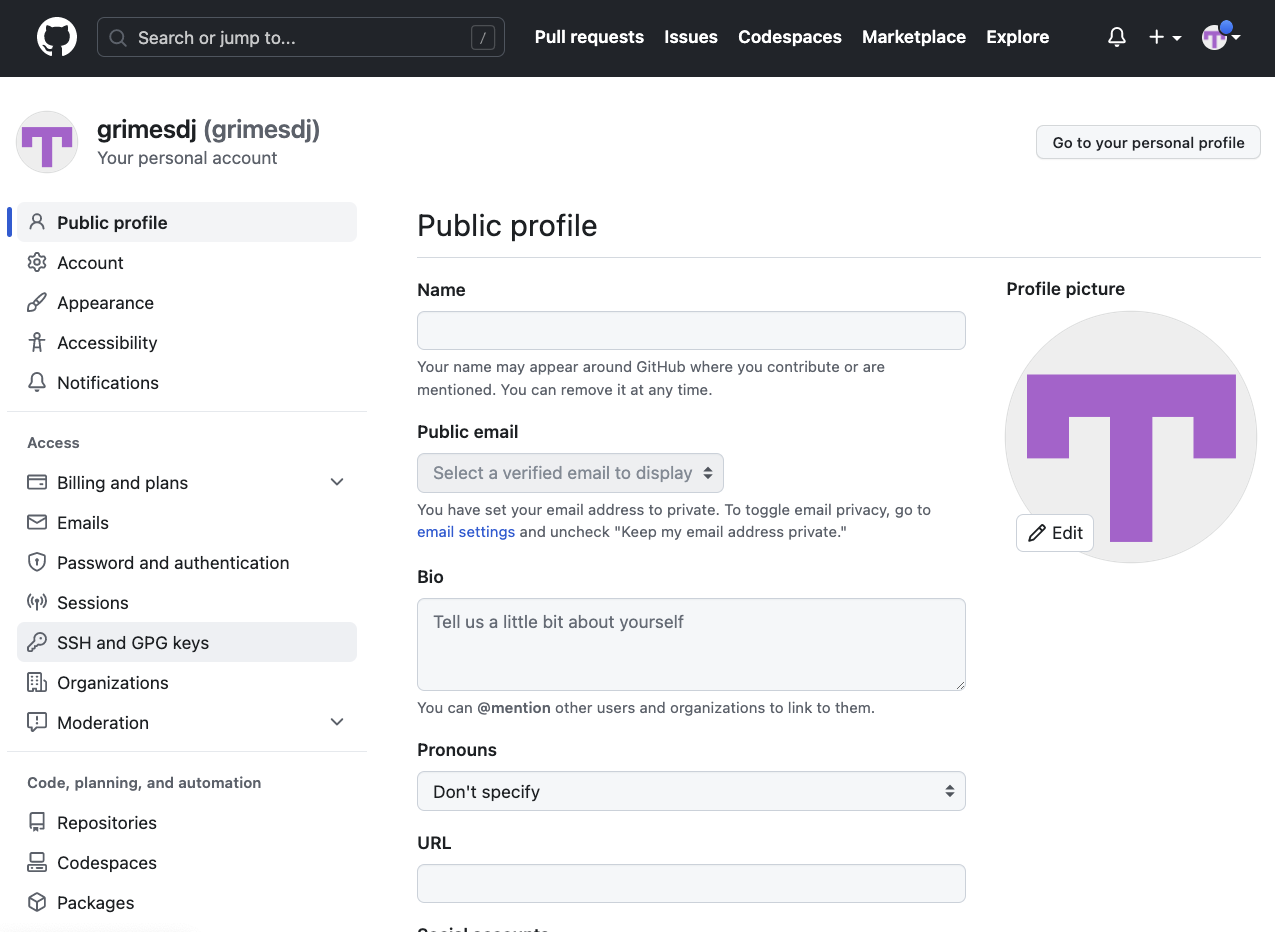 Search or jump to...
/
Pull requests
Issues
Codespaces
Marketplace
Explore
grimesdj (grimesdj)
Your personal account
Go to your personal profile
Public profile
Account
Appearance
Accessibility
Notifications
Access
Billing and plans
Emails
Password and authentication
Sessions
SSH and GPG keys
Organizations
Moderation
Code, planning, and automation
Repositories
Codespaces
Packages
Public profile
Name
Your name may appear around GitHub where you contribute or are
mentioned. You can remove it at any time.
Public email
Select a verified email to display
You have set your email address to private. To toggle email privacy, go to
email settings and uncheck "Keep my email address private."
Bio
Tell us a little bit about yourself
You can @mention other users and organizations to link to them.
Pronouns
Don't specify
URL
Social accounts
Profile picture
Edit